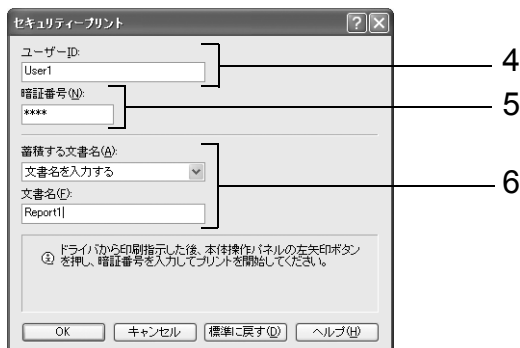 セキュリティープリント
ユーザーID:
User1
4
暗証番号(N):
****
5
蓄積する文書名(A):
文書名を入力する
6
文書名(F):
Report1
ドライバから印刷指示した後、本体操作パネルの左矢印ボタン
を押し、暗証番号を入力してプリントを開始してください。
OK キャンセル 標準に戻す(D) ヘルプ(H)